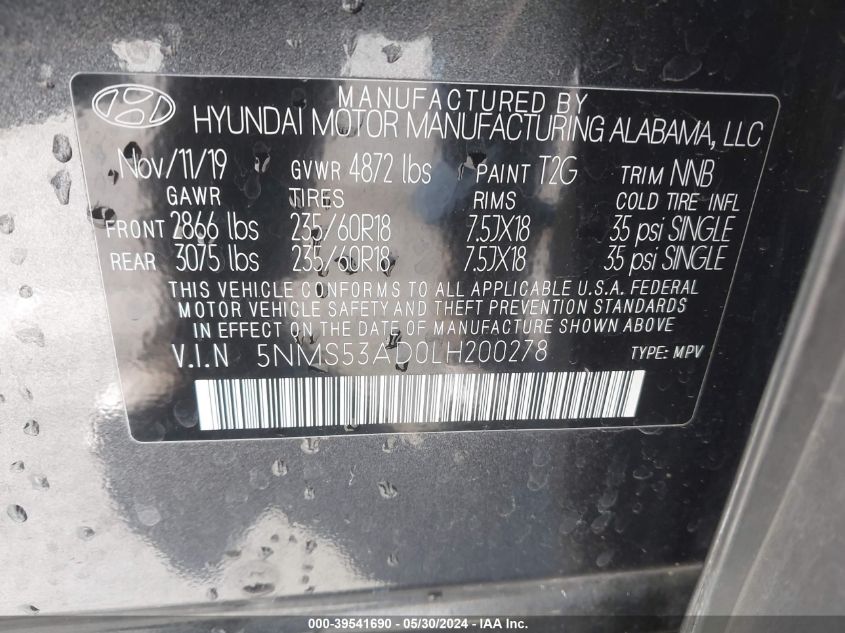 MANUFACTURED BY
HYUNDAI MOTOR MANUFACTURING ALABAMA, LLC
Nov/11/19 GVWR 4872 lbs PAINT T2G TRIM NNB
GAWR TIRES RIMS COLD TIRE INFL
FRONT 2866 lbs 235/60R18 7.5JX18 35 psi SINGLE
REAR 3075 lbs 235/60R18 7.5JX18 35 psi SINGLE
THIS VEHICLE CONFORMS TO ALL APPLICABLE U.S.A. FEDERAL
MOTOR VEHICLE SAFETY AND THEFT PREVENTION STANDARDS
IN EFFECT ON THE DATE OF MANUFACTURE SHOWN ABOVE
V.I.N 5NMS53AD0LH200278 TYPE: MPV
000-39541690 - 05/30/2024 - IAA Inc.